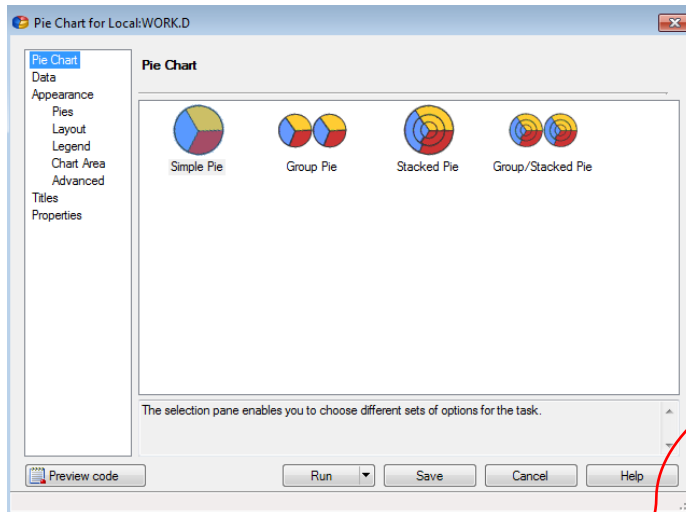 Pie Chart for Local:WORK.D
Pie Chart
Data
Appearance
Pies
Layout
Legend
Chart Area
Advanced
Titles
Properties
Pie Chart
Simple Pie
Group Pie
Stacked Pie
Group/Stacked Pie
The selection pane enables you to choose different sets of options for the task.
Preview code
Run
Save
Cancel
Help